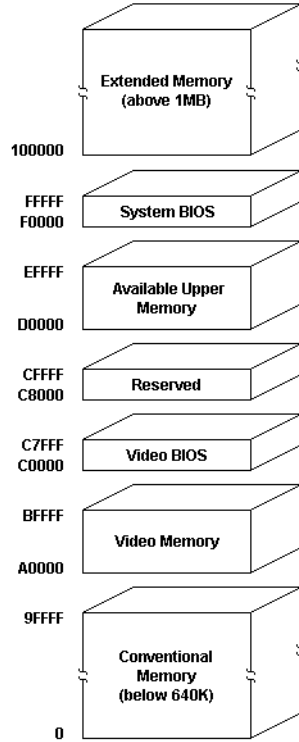 Extended Memory
(above 1MB)
100000
FFFFF
F0000
System BIOS
EFFFF
Available Upper
Memory
D0000
CFFFF
C8000
Reserved
C7FFF
C0000
Video BIOS
BFFFF
Video Memory
A0000
9FFFF
Conventional
Memory
(below 640K)
0